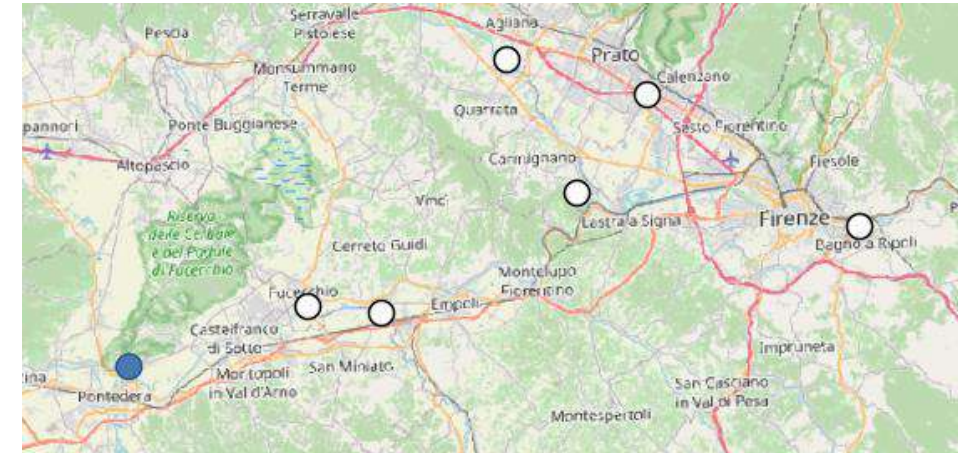 Serravalle
Pistoiese
Agliana
Pescia
Prato
Monsummano
Terme
Calenzano
Quarrata
pannori
Ponte Buggianese
Sesto Fiorentino
Altopascio
Carmignano
Fiesole
Vinci
Riserva
delle Cerbaie
e del Padule
di Fucecchio
Lastra a Signa
Firenze
Cerreto Guidi
Bagno a Ripoli
Montelupo
Fiorentino
Fucecchio
Empoli
Castelfranco
di Sotto
Impruneta
San Miniato
Montopoli
in Val d'Arno
cina
Pontedera
San Casciano
in Val di Pesa
Montespertoli